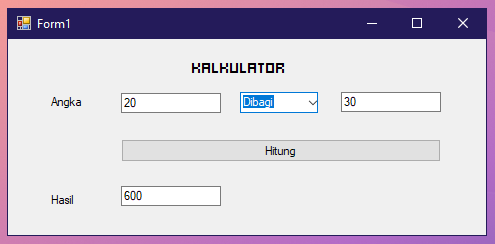 Form1
KALKULATOR
Angka 20 Dibagi 30
Hitung
Hasil 600